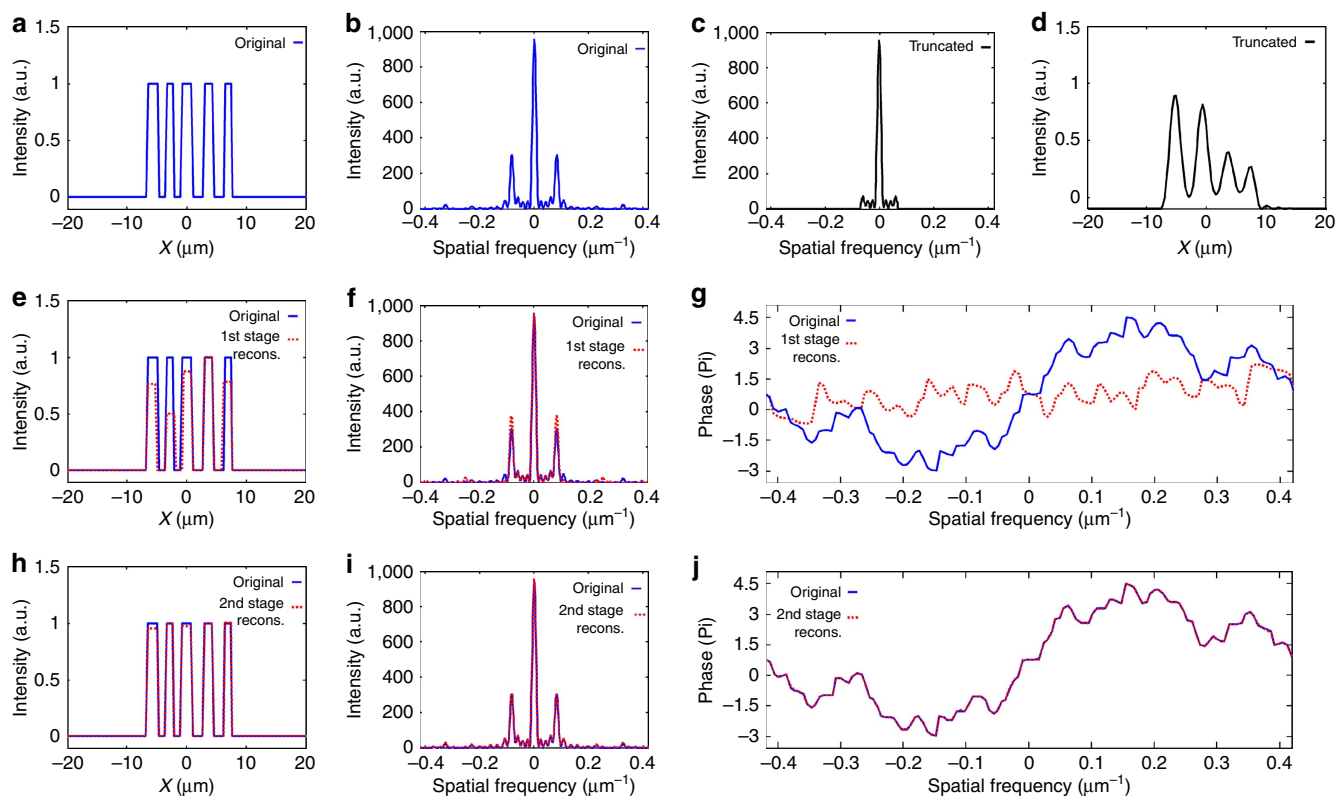 a
1.5
1
0.5
0
−20
−10
0
10
20
Intensity (a.u.)
X (μm)
Original
b
1,000
800
600
400
200
0
−0.4
−0.2
0
0.2
0.4
Intensity (a.u.)
Spatial frequency (μm−1)
Original
c
1,000
800
600
400
200
0
−0.4
−0.2
0
0.2
0.4
Intensity (a.u.)
Spatial frequency (μm−1)
Truncated
d
1.5
1
0.5
0
−20
−10
0
10
20
Intensity (a.u.)
X (μm)
Truncated
e
1.5
1
0.5
0
−20
−10
0
10
20
Intensity (a.u.)
X (μm)
Original
1st stage
recons.
f
1,000
800
600
400
200
0
−0.4
−0.2
0
0.2
0.4
Intensity (a.u.)
Spatial frequency (μm−1)
Original
1st stage
recons.
g
4.5
3
1.5
0
−1.5
−3
−0.4
−0.3
−0.2
−0.1
0
0.1
0.2
0.3
0.4
Phase (Pi)
Spatial frequency (μm−1)
Original
1st stage
recons.
h
1.5
1
0.5
0
−20
−10
0
10
20
Intensity (a.u.)
X (μm)
Original
2nd stage
recons.
i
1,000
800
600
400
200
0
−0.4
−0.2
0
0.2
0.4
Intensity (a.u.)
Spatial frequency (μm−1)
Original
2nd stage
recons.
j
4.5
3
1.5
0
−1.5
−3
−0.4
−0.3
−0.2
−0.1
0
0.1
0.2
0.3
0.4
Phase (Pi)
Spatial frequency (μm−1)
Original
2nd stage
recons.